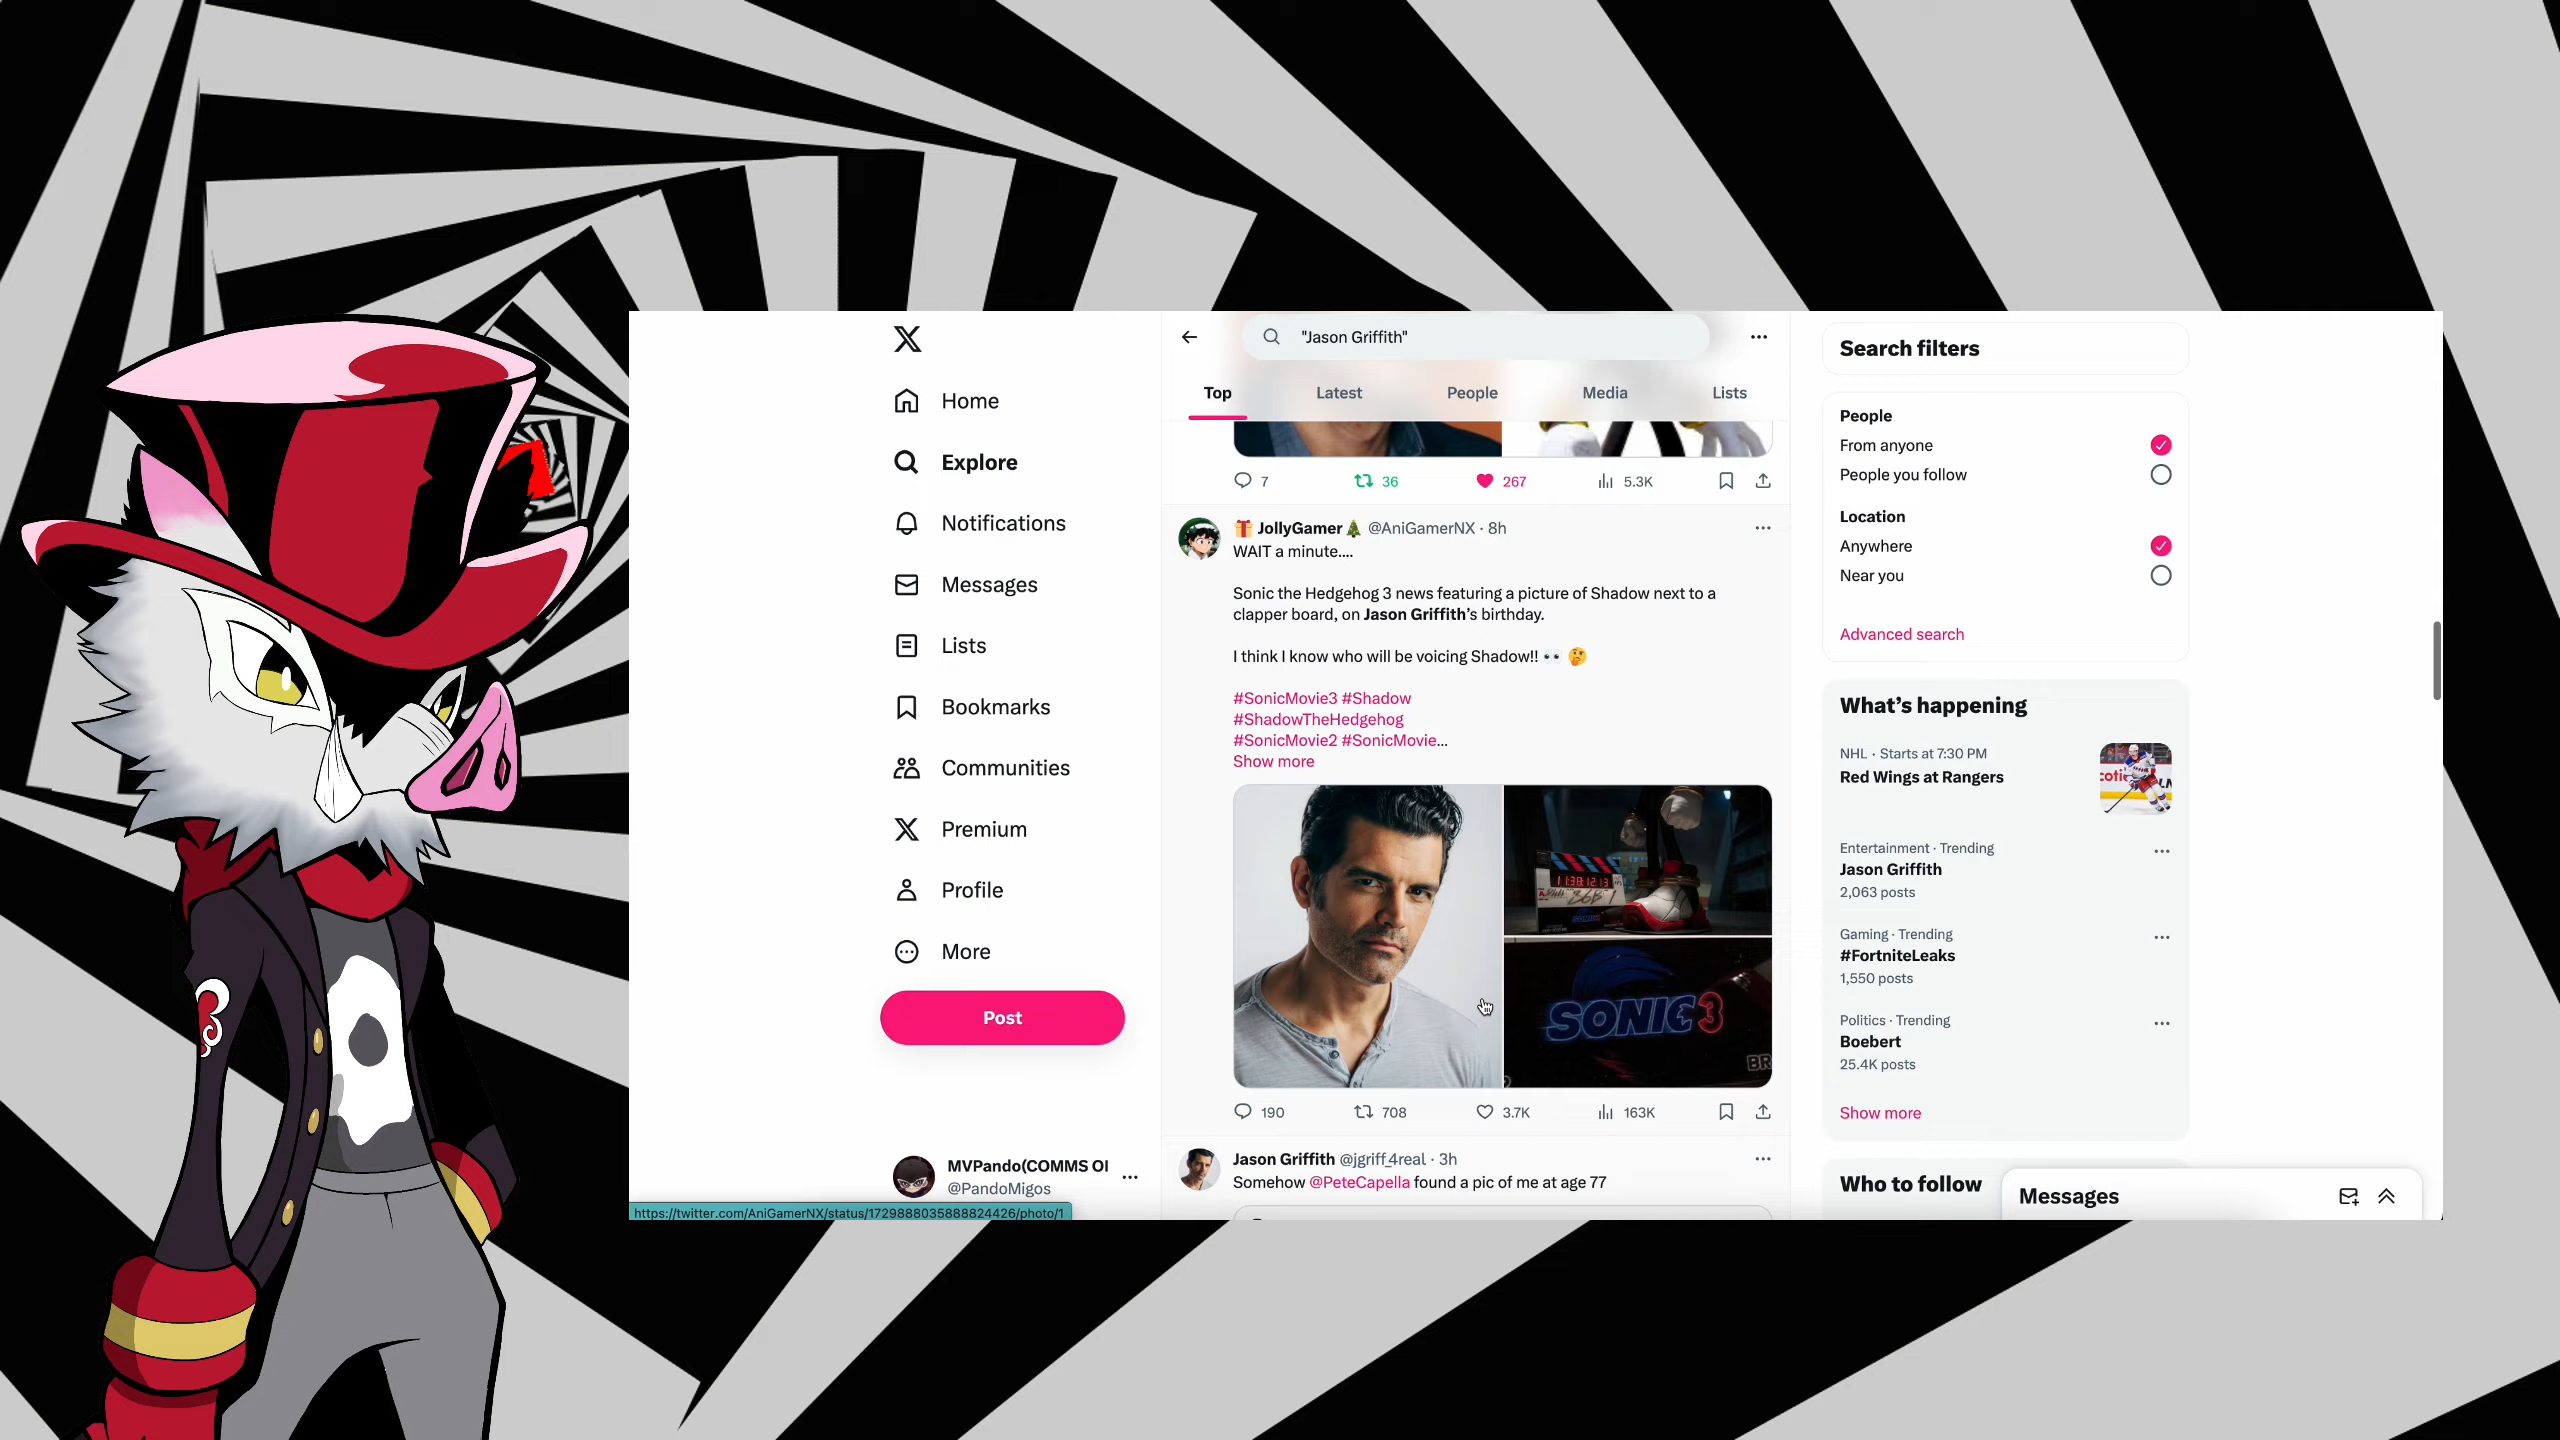 "Jason Griffith"
Top
Latest
People
Media
Lists
Home
Explore
Notifications
Messages
Lists
Bookmarks
Communities
Premium
Profile
More
Post
MVPando(COMMS OI
@PandoMigos
https://twitter.com/AniGamerNX/status/1729888035888824426/photo/1
7
36
267
5.3K
🎁 JollyGamer🎄 @AniGamerNX · 8h
WAIT a minute....
Sonic the Hedgehog 3 news featuring a picture of Shadow next to a
clapper board, on Jason Griffith's birthday.
I think I know who will be voicing Shadow!! 👀 🤔
#SonicMovie3 #Shadow
#ShadowTheHedgehog
#SonicMovie2 #SonicMovie...
Show more
11:38:12:13
SONIC3
BR
190
708
3.7K
163K
Jason Griffith @jgriff_4real · 3h
Somehow @PeteCapella found a pic of me at age 77
Search filters
People
From anyone
People you follow
Location
Anywhere
Near you
Advanced search
What's happening
NHL · Starts at 7:30 PM
Red Wings at Rangers
Entertainment · Trending
Jason Griffith
2,063 posts
Gaming · Trending
#FortniteLeaks
1,550 posts
Politics · Trending
Boebert
25.4K posts
Show more
Who to follow
Messages